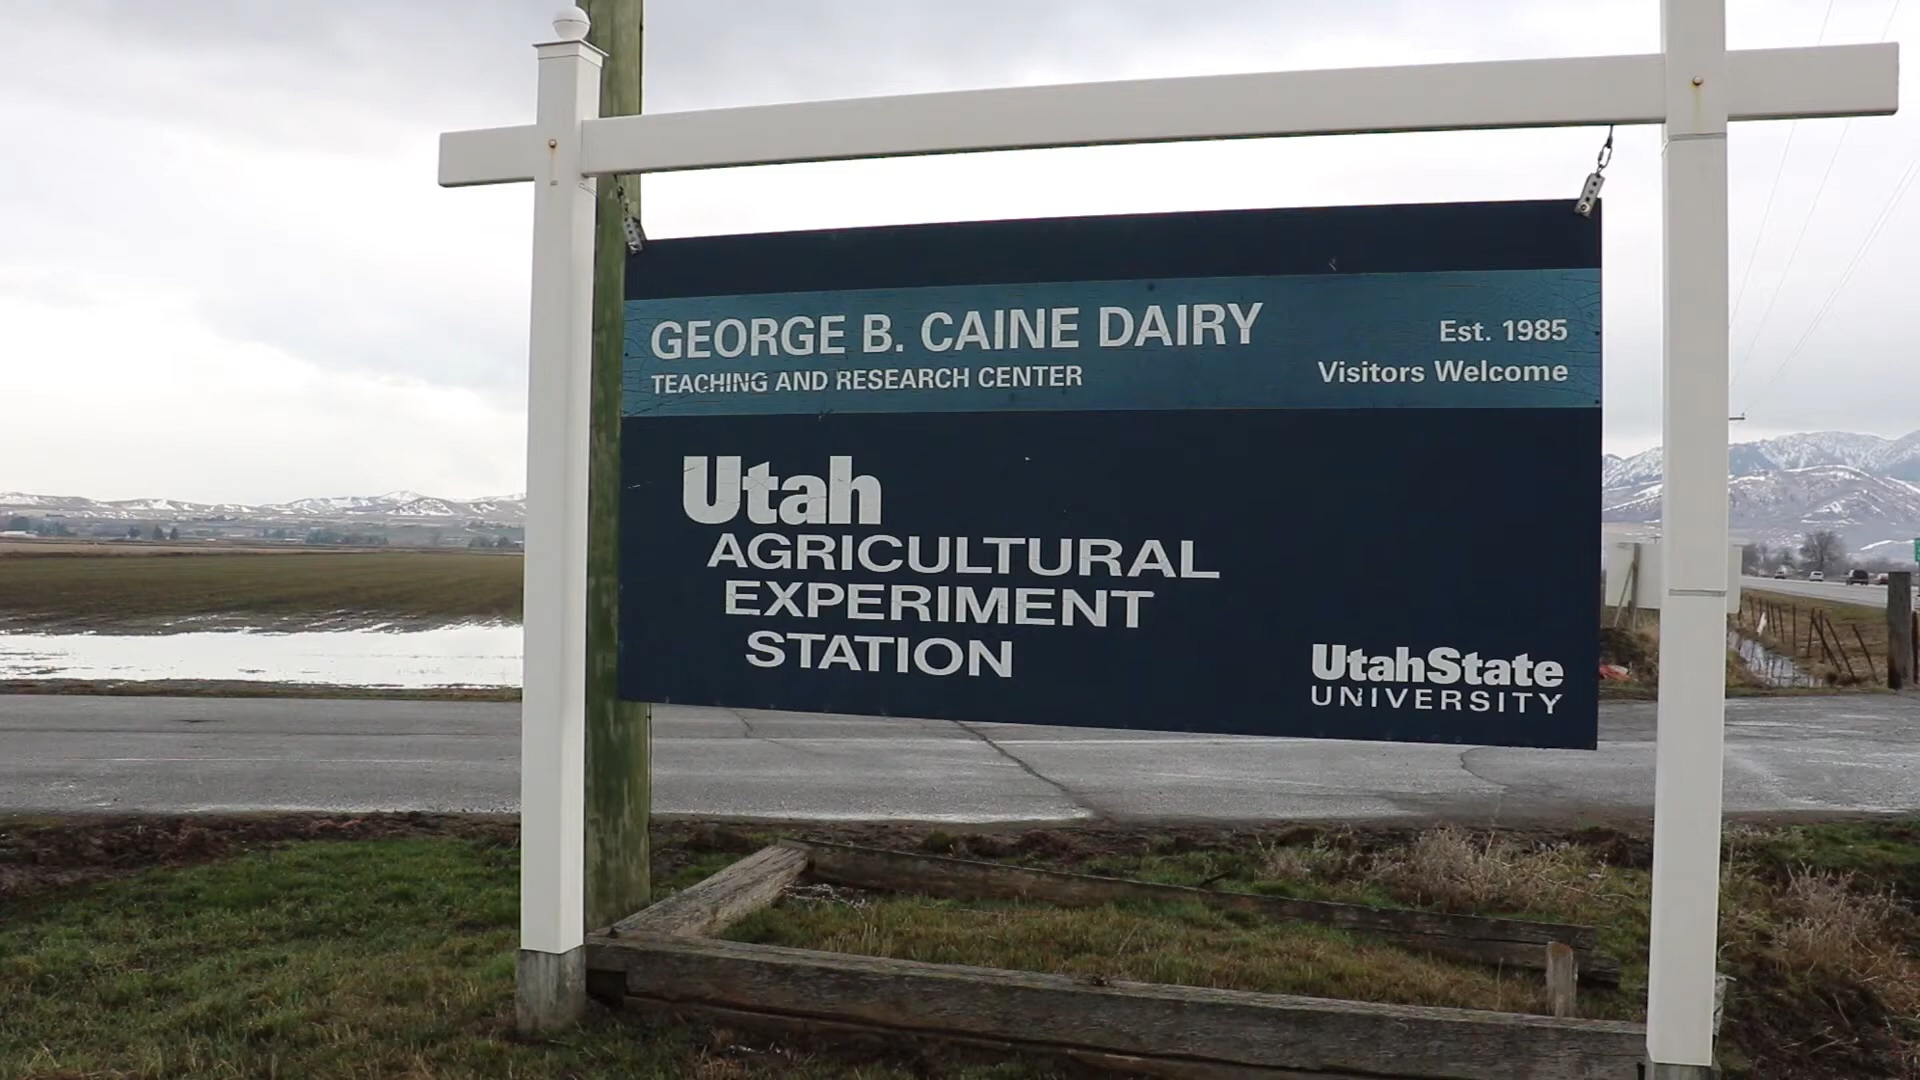 GEORGE B. CAINE DAIRY
TEACHING AND RESEARCH CENTER
Est. 1985
Visitors Welcome
Utah
AGRICULTURAL
EXPERIMENT
STATION
UtahState
UNIVERSITY